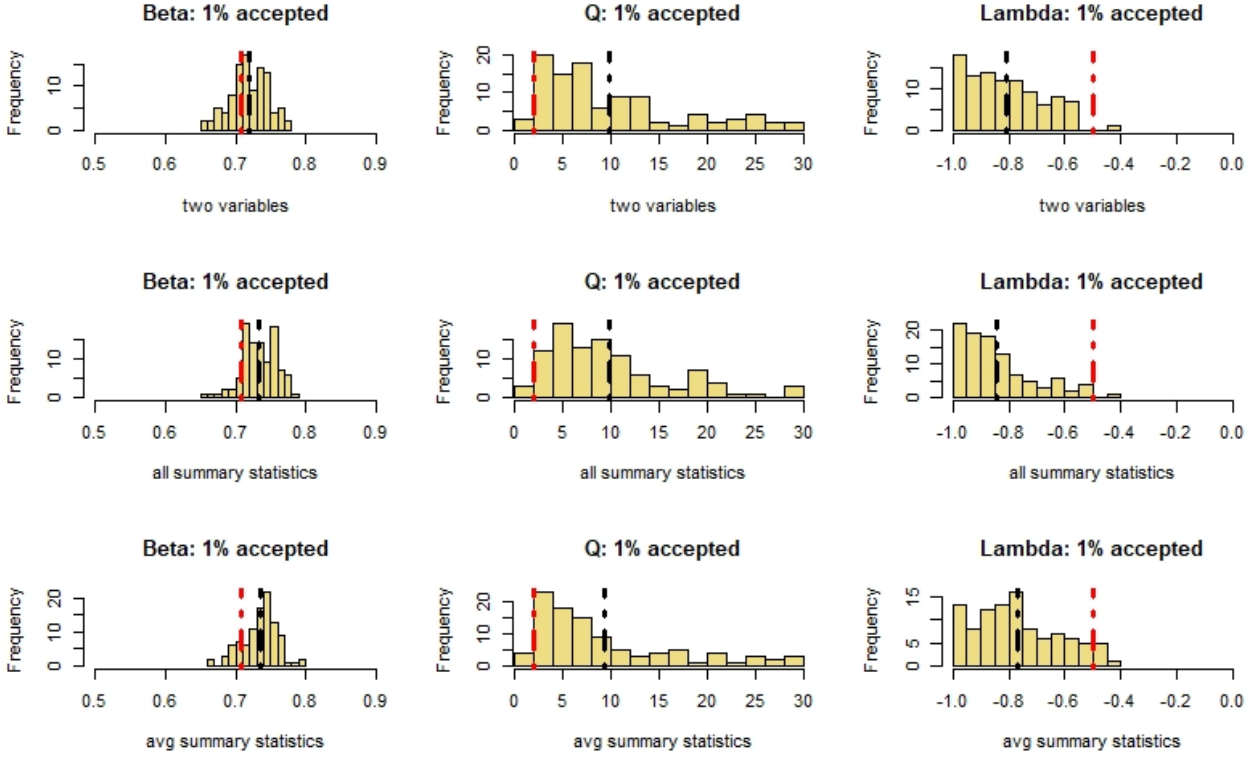 Beta: 1% accepted
Q: 1% accepted
Lambda: 1% accepted
Frequency
0 10
0.5 0.6 0.7 0.8 0.9
two variables
Frequency
0 10 20
0 5 10 15 20 25 30
two variables
Frequency
0 10
-1.0 -0.8 -0.6 -0.4 -0.2 0.0
two variables
Beta: 1% accepted
Q: 1% accepted
Lambda: 1% accepted
Frequency
0 10
0.5 0.6 0.7 0.8 0.9
all summary statistics
Frequency
0 10
0 5 10 15 20 25 30
all summary statistics
Frequency
0 10 20
-1.0 -0.8 -0.6 -0.4 -0.2 0.0
all summary statistics
Beta: 1% accepted
Q: 1% accepted
Lambda: 1% accepted
Frequency
0 10 20
0.5 0.6 0.7 0.8 0.9
avg summary statistics
Frequency
0 10 20
0 5 10 15 20 25 30
avg summary statistics
Frequency
0 5 15
-1.0 -0.8 -0.6 -0.4 -0.2 0.0
avg summary statistics